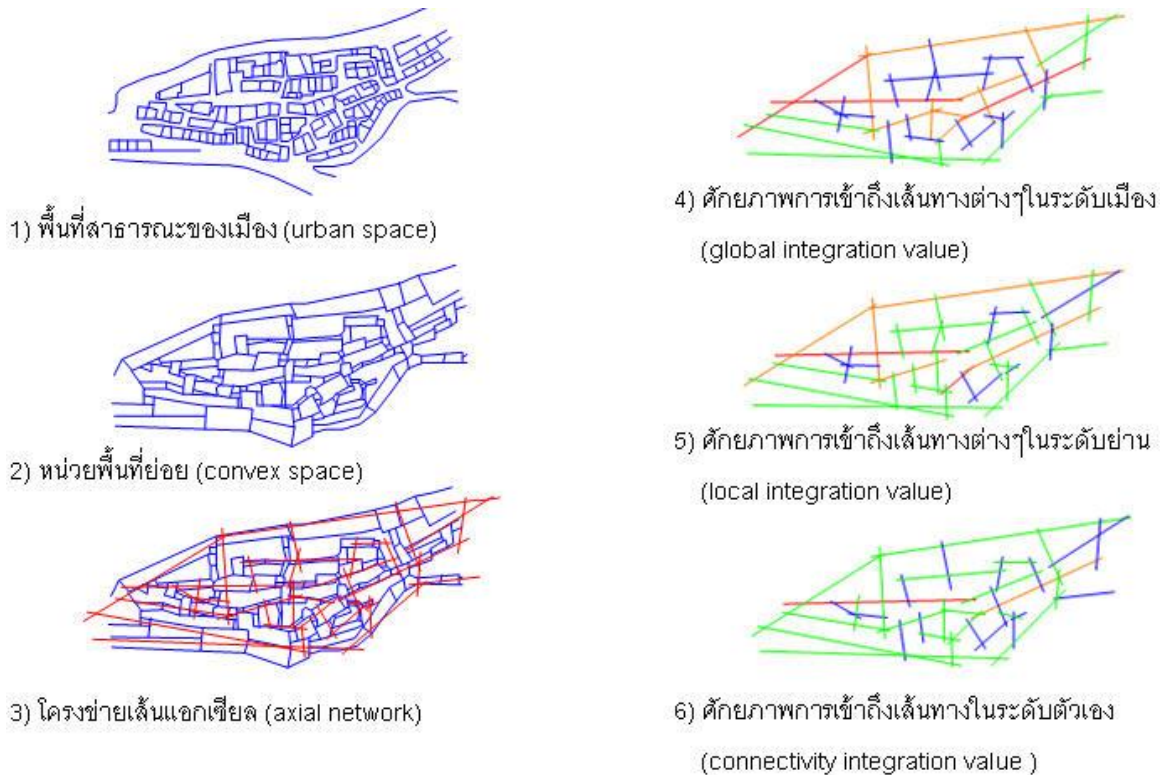 1) พื้นที่สาธารณะของเมือง (urban space)
2) หน่วยพื้นที่ย่อย (convex space)
3) โครงข่ายเส้นแอกเซียล (axial network)
4) ศักยภาพการเข้าถึงเส้นทางต่างๆในระดับเมือง
(global integration value)
5) ศักยภาพการเข้าถึงเส้นทางต่างๆในระดับย่าน
(local integration value)
6) ศักยภาพการเข้าถึงเส้นทางในระดับตัวเอง
(connectivity integration value )